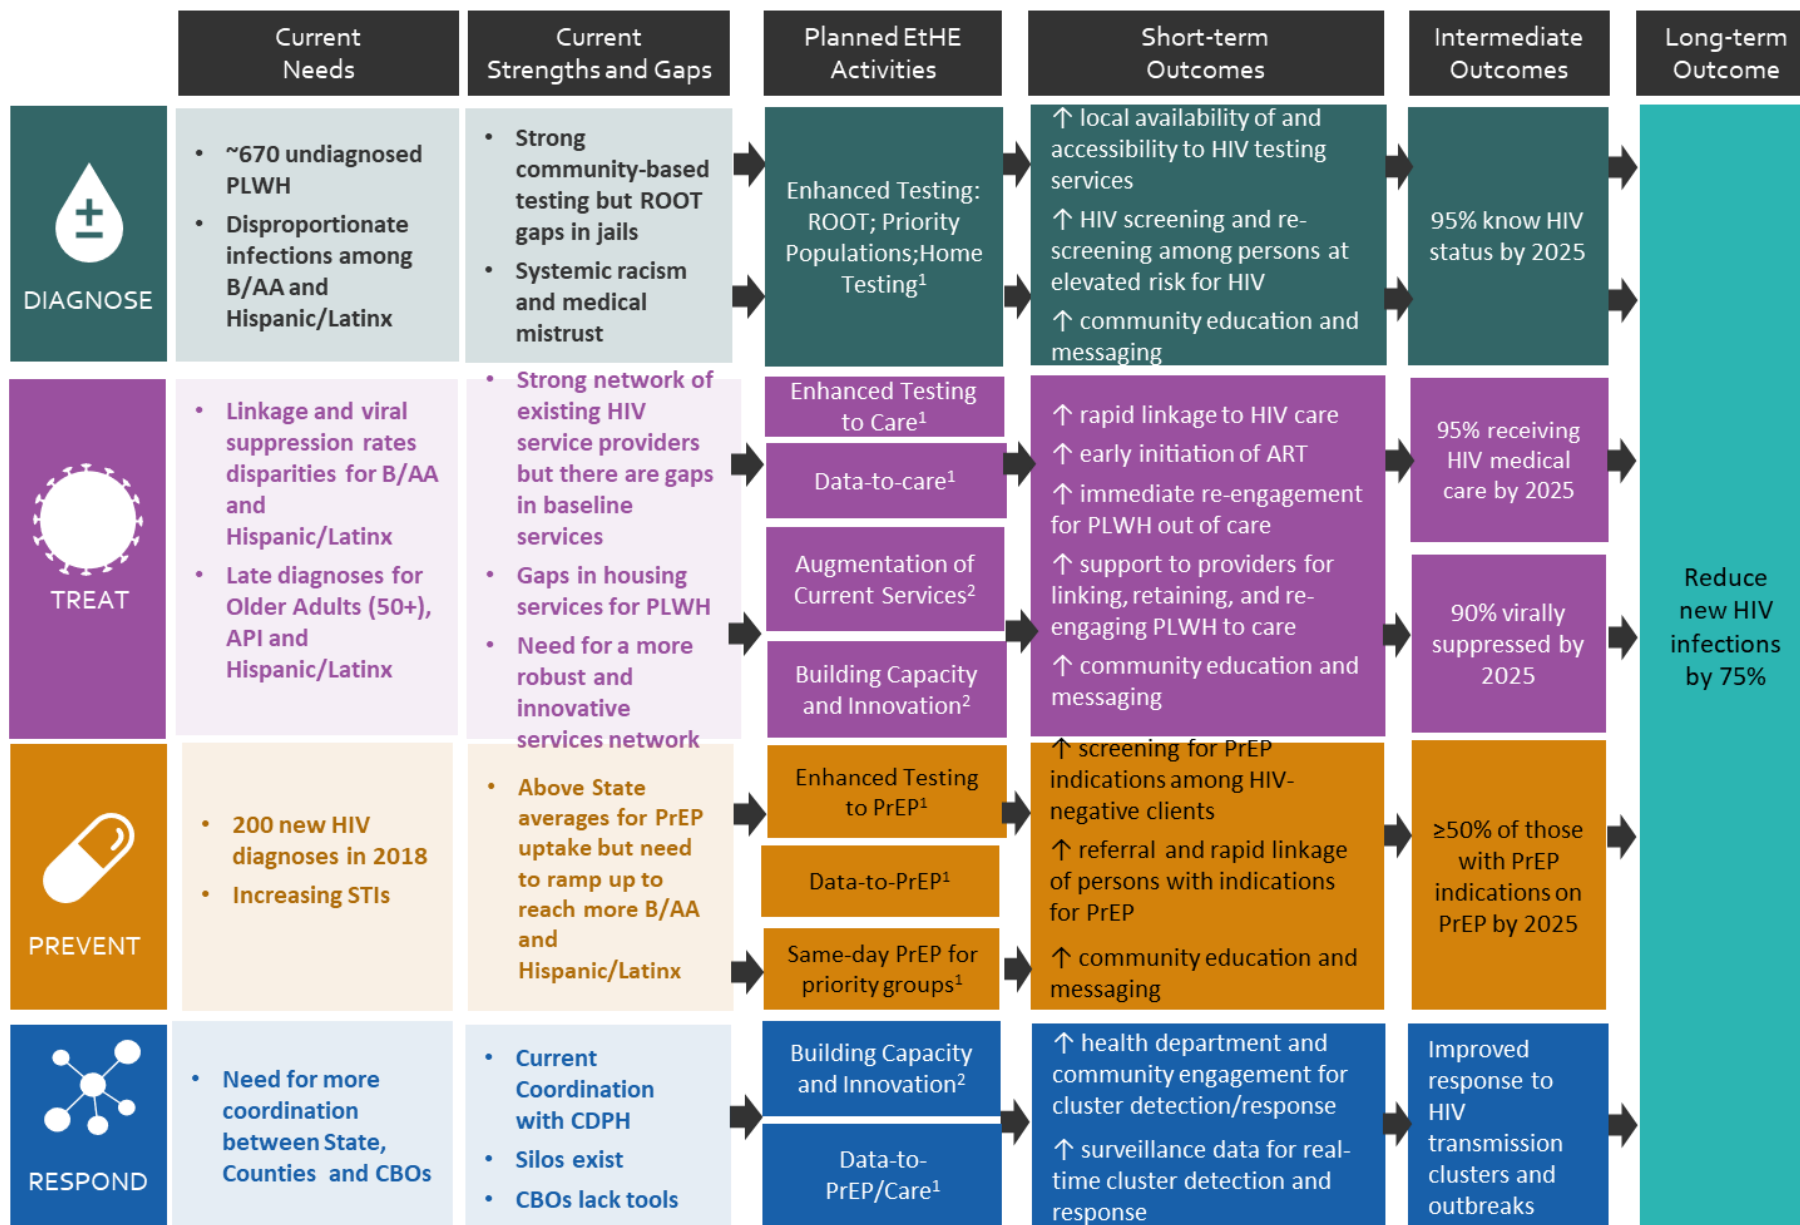 Current
Needs
Current
Strengths and Gaps
Planned EtHE
Activities
Short-term
Outcomes
Intermediate
Outcomes
Long-term
Outcome
DIAGNOSE
• ~670 undiagnosed
PLWH
• Disproportionate
infections among
B/AA and
Hispanic/Latinx
• Strong
community-based
testing but ROOT
gaps in jails
• Systemic racism
and medical
mistrust
Enhanced Testing:
ROOT; Priority
Populations;Home
Testing¹
↑ local availability of and
accessibility to HIV testing
services
↑ HIV screening and re-
screening among persons at
elevated risk for HIV
↑ community education and
messaging
95% know HIV
status by 2025
TREAT
• Linkage and viral
suppression rates
disparities for B/AA
and
Hispanic/Latinx
• Late diagnoses for
Older Adults (50+),
API and
Hispanic/Latinx
• Strong network of
existing HIV
service providers
but there are gaps
in baseline
services
• Gaps in housing
services for PLWH
• Need for a more
robust and
innovative
services network
Enhanced Testing
to Care¹
Data-to-care¹
Augmentation of
Current Services²
Building Capacity
and Innovation²
↑ rapid linkage to HIV care
↑ early initiation of ART
↑ immediate re-engagement
for PLWH out of care
↑ support to providers for
linking, retaining, and re-
engaging PLWH to care
↑ community education and
messaging
95% receiving
HIV medical
care by 2025
90% virally
suppressed by
2025
PREVENT
• 200 new HIV
diagnoses in 2018
• Increasing STIs
• Above State
averages for PrEP
uptake but need
to ramp up to
reach more B/AA
and
Hispanic/Latinx
Enhanced Testing
to PrEP¹
Data-to-PrEP¹
Same-day PrEP for
priority groups¹
↑ screening for PrEP
indications among HIV-
negative clients
↑ referral and rapid linkage
of persons with indications
for PrEP
↑ community education and
messaging
≥50% of those
with PrEP
indications on
PrEP by 2025
RESPOND
• Need for more
coordination
between State,
Counties and CBOs
• Current
Coordination
with CDPH
• Silos exist
• CBOs lack tools
Building Capacity
and Innovation²
Data-to-
PrEP/Care¹
↑ health department and
community engagement for
cluster detection/response
↑ surveillance data for real-
time cluster detection and
response
Improved
response to
HIV
transmission
clusters and
outbreaks
Reduce
new HIV
infections
by 75%